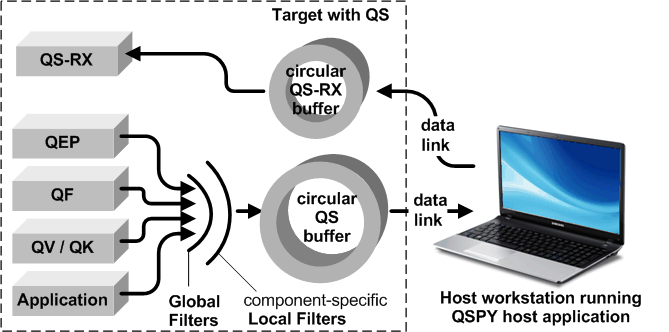 Target with QS
QS-RX
circular
QS-RX
buffer
data
link
QEP
QF
QV / QK
Application
circular
QS
buffer
data
link
Global
Filters
component-specific
Local Filters
Host workstation running
QSPY host application